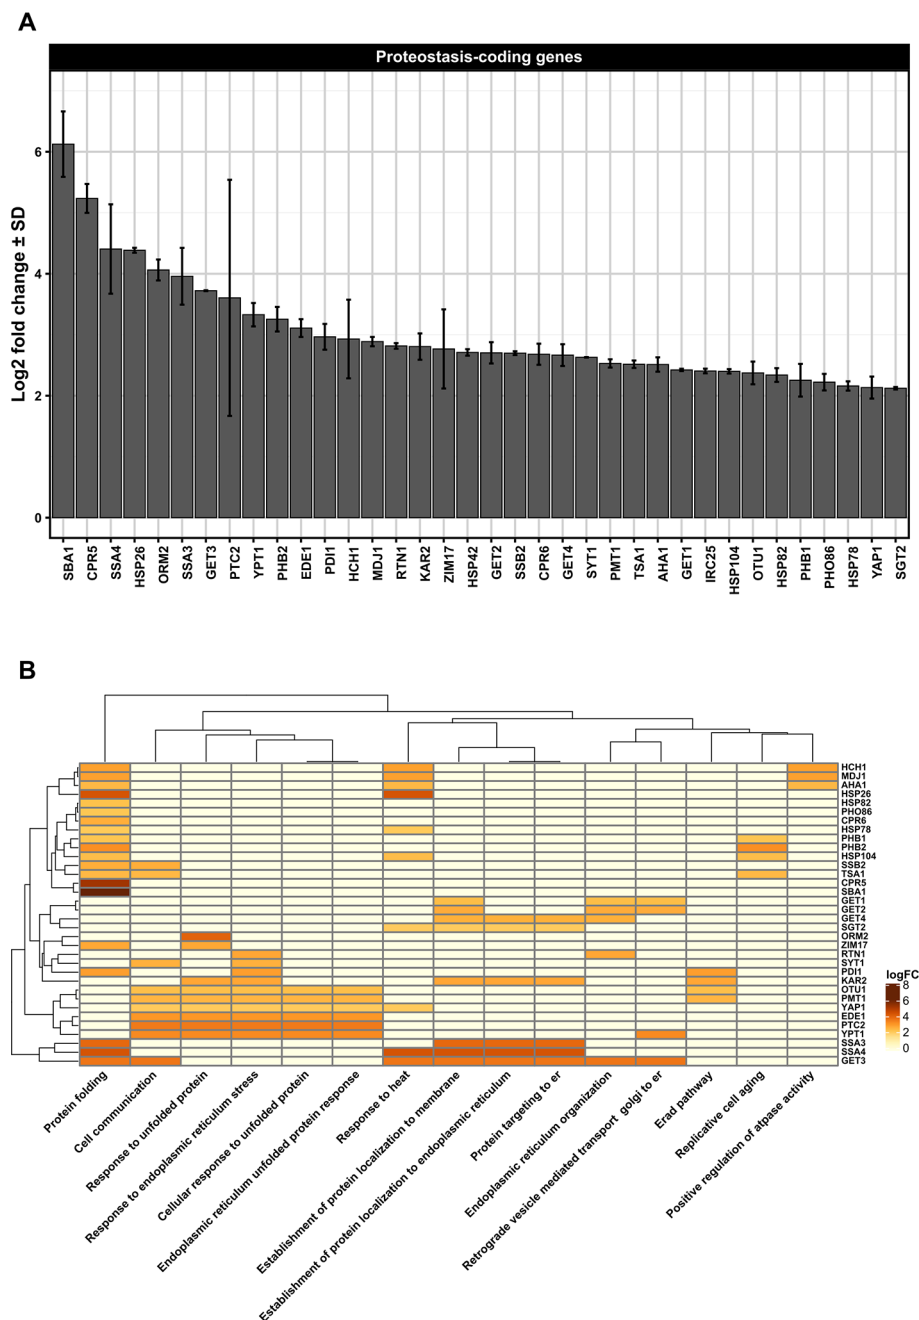 A
Proteostasis-coding genes
Log2 fold change ± SD
6
4
2
0
SBA1
CPR5
SSA4
HSP26
ORM2
SSA3
GET3
PTC2
YPT1
PHB2
EDE1
PDI1
HCH1
MDJ1
RTN1
KAR2
ZIM17
HSP42
GET2
SSB2
CPR6
GET4
SYT1
PMT1
TSA1
AHA1
GET1
IRC25
HSP104
OTU1
HSP82
PHB1
PHO86
HSP78
YAP1
SGT2
B
HCH1
MDJ1
AHA1
HSP26
HSP82
PHO86
CPR6
HSP78
PHB1
PHB2
HSP104
SSB2
TSA1
CPR5
SBA1
GET1
GET2
GET4
SGT2
ORM2
ZIM17
RTN1
SYT1
PDI1
KAR2
OTU1
PMT1
YAP1
EDE1
PTC2
YPT1
SSA3
SSA4
GET3
logFC
8
6
4
2
0
Protein folding
Cell communication
Response to unfolded protein
Response to endoplasmic reticulum stress
Cellular response to unfolded protein
Endoplasmic reticulum unfolded protein response
Response to heat
Establishment of protein localization to membrane
Establishment of protein localization to endoplasmic reticulum
Protein targeting to er
Endoplasmic reticulum organization
Retrograde vesicle mediated transport golgi to er
Erad pathway
Replicative cell aging
Positive regulation of atpase activity